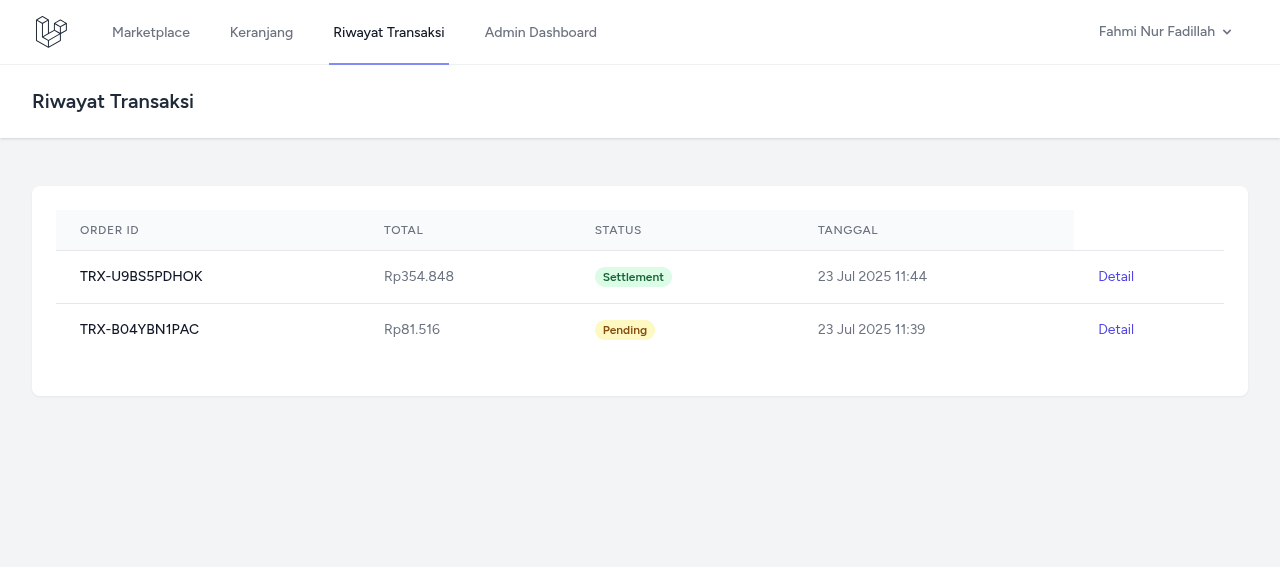 Marketplace Keranjang Riwayat Transaksi Admin Dashboard Fahmi Nur Fadillah
Riwayat Transaksi
ORDER ID TOTAL STATUS TANGGAL
TRX-U9BS5PDHOK Rp354.848 Settlement 23 Jul 2025 11:44 Detail
TRX-B04YBN1PAC Rp81.516 Pending 23 Jul 2025 11:39 Detail